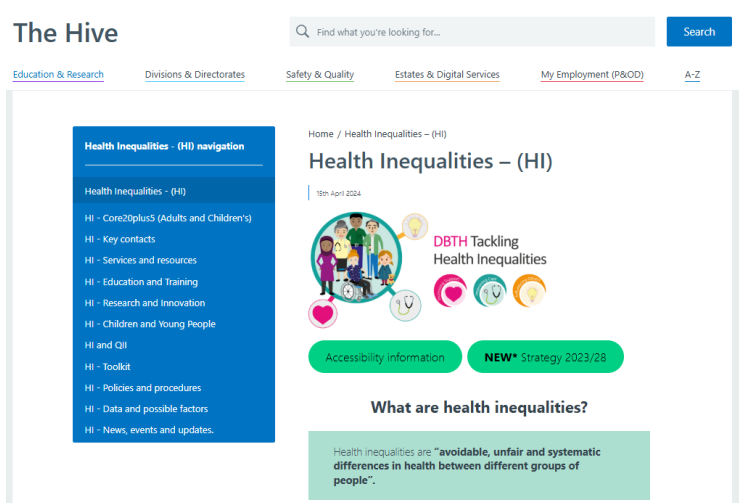 The Hive
Find what you're looking for...
Search
Education & Research
Divisions & Directorates
Safety & Quality
Estates & Digital Services
My Employment (P&OD)
A-Z
Health Inequalities - (HI) navigation
Health Inequalities - (HI)
HI - Core20plus5 (Adults and Children's)
HI - Key contacts
HI - Services and resources
HI - Education and Training
HI - Research and Innovation
HI - Children and Young People
HI and QII
HI - Toolkit
HI - Policies and procedures
HI - Data and possible factors
HI - News, events and updates.
Home / Health Inequalities – (HI)
Health Inequalities – (HI)
15th April 2024
DBTH Tackling
Health Inequalities
Accessibility information
NEW* Strategy 2023/28
What are health inequalities?
Health inequalities are "avoidable, unfair and systematic
differences in health between different groups of
people".